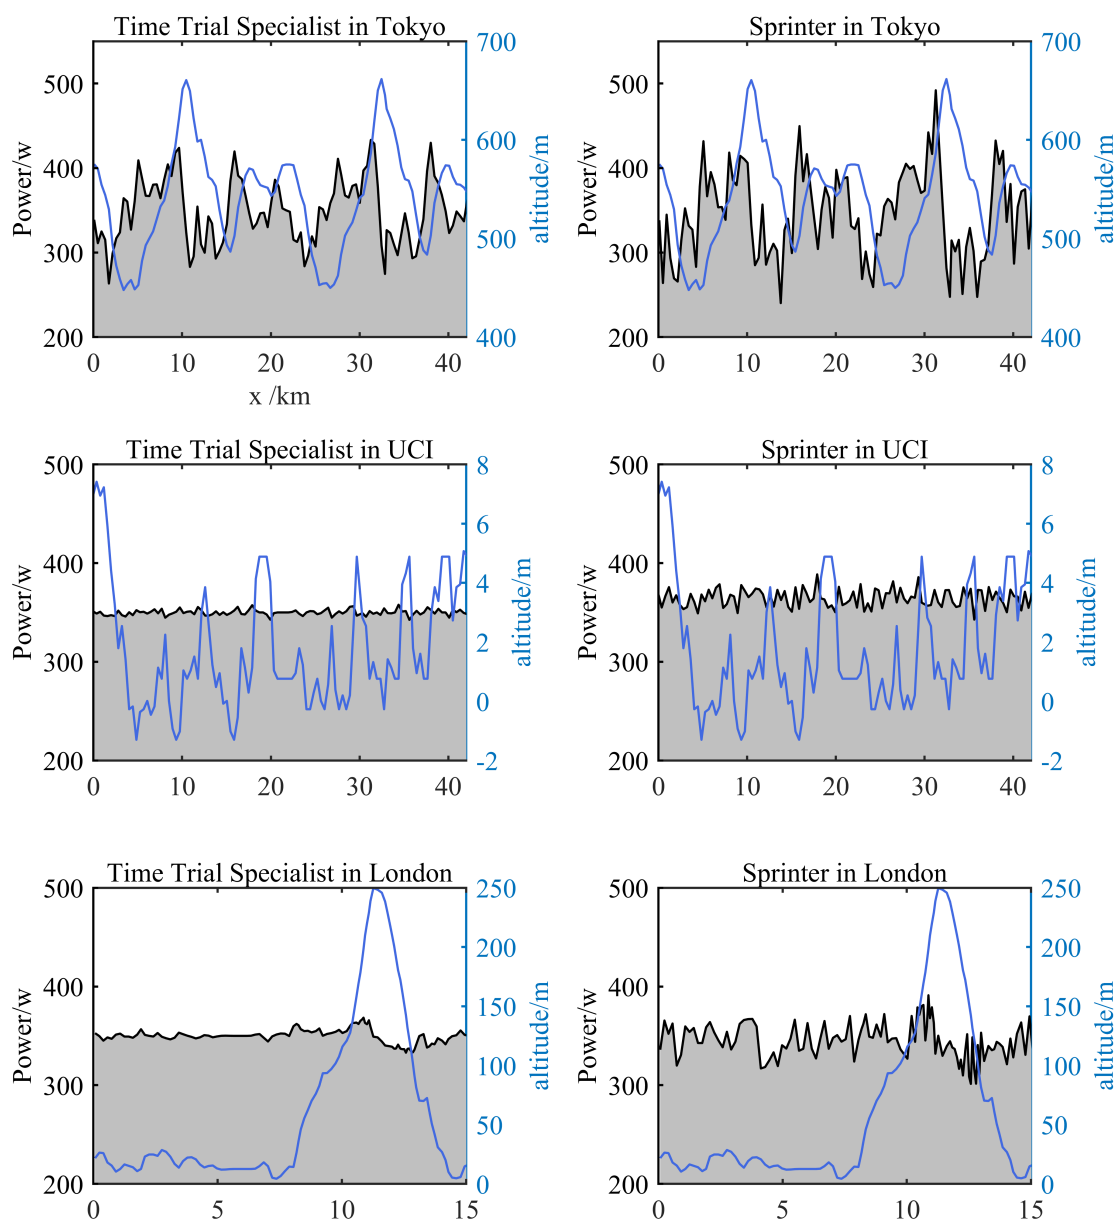 Time Trial Specialist in Tokyo
Sprinter in Tokyo
Power/w
500
400
300
200
700
600
500
400
altitude/m
0 10 20 30 40
x /km
Power/w
500
400
300
200
700
600
500
400
altitude/m
0 10 20 30 40
Time Trial Specialist in UCI
Sprinter in UCI
Power/w
500
400
300
200
8
6
4
2
0
-2
altitude/m
0 10 20 30 40
Power/w
500
400
300
200
8
6
4
2
0
-2
altitude/m
0 10 20 30 40
Time Trial Specialist in London
Sprinter in London
Power/w
500
400
300
200
250
200
150
100
50
0
altitude/m
0 5 10 15
Power/w
500
400
300
200
250
200
150
100
50
0
altitude/m
0 5 10 15